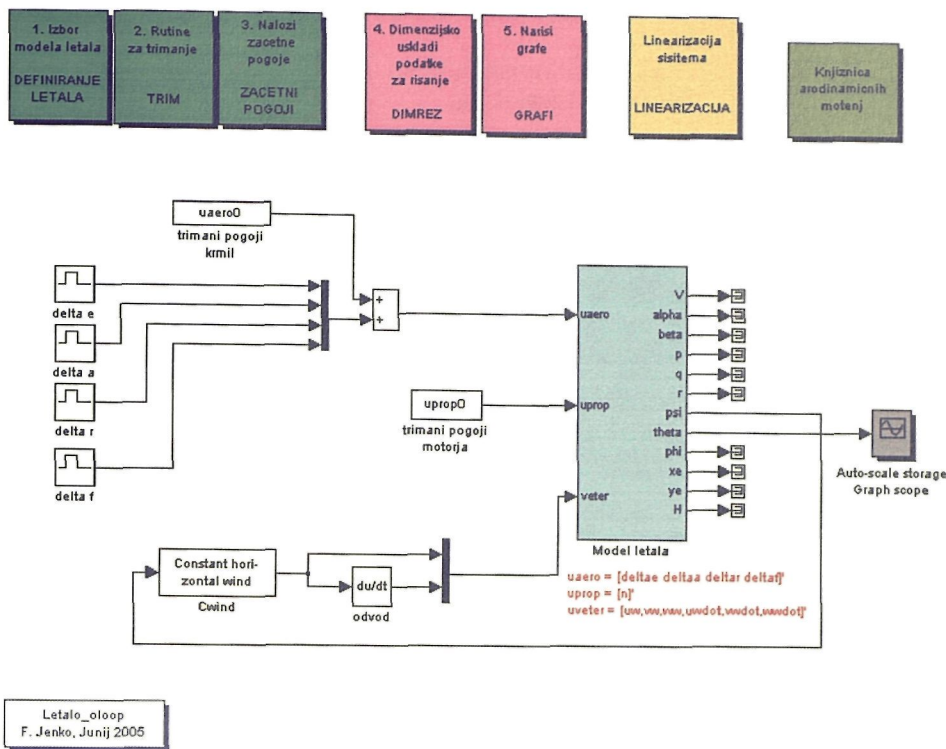 1. Izbor
modela letala
DEFINIRANJE
LETALA
2. Rutine
za trimanje
TRIM
3. Nalozi
zacetne
pogoje
ZACETNI
POGOJI
4. Dimenzijsko
uskladi
podatke
za risanje
DIMREZ
5. Narisi
grafe
GRAFI
Linearizacija
sisitema
LINEARIZACIJA
Knjiznica
arodinamicnih
motenj
uaero0
trimani pogoji
krmil
delta e
delta a
delta r
delta f
+
+
uprop0
trimani pogoji
motorja
uaero
uprop
veter
V
alpha
beta
p
q
r
psi
theta
phi
xe
ye
H
Model letala
Auto-scale storage
Graph scope
Constant hori-
zontal wind
Cwind
du/dt
odvod
uaero = [deltae deltaa deltar deltaf]'
uprop = [n]'
uveter = [uw,vw,ww,uwdot,vwdot,wwdot]'
Letalo_oloop
F. Jenko, Junij 2005